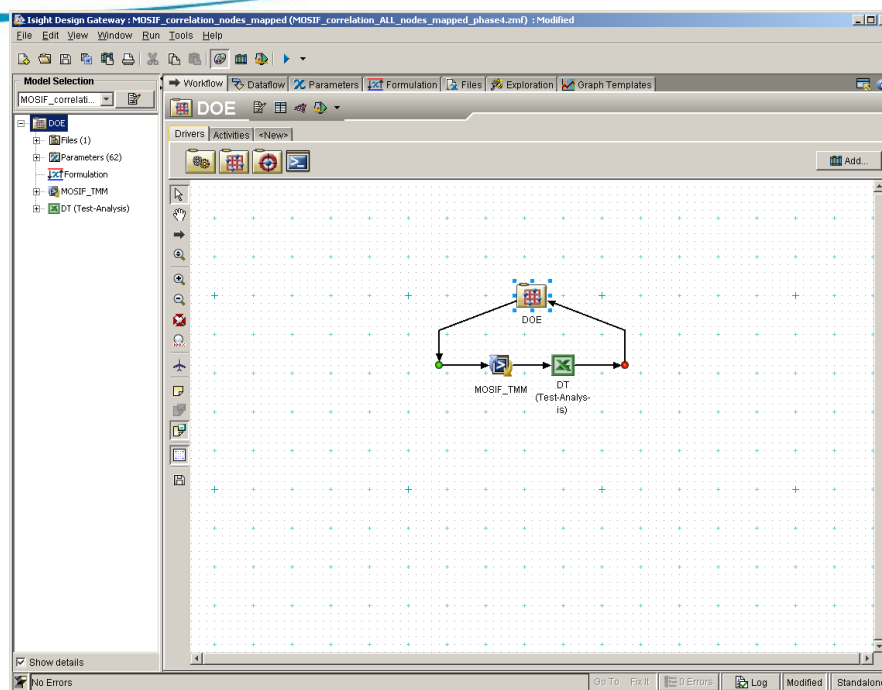 Isight Design Gateway : MOSIF_correlation_nodes_mapped (MOSIF_correlation_ALL_nodes_mapped_phase4.zmf) : Modified
File Edit View Window Run Tools Help
Model Selection
MOSIF_correlati...
DOE
Files (1)
Parameters (62)
Formulation
MOSIF_TMM
DT (Test-Analysis)
Show details
Workflow Dataflow Parameters Formulation Files Exploration Graph Templates
DOE
Drivers Activities <New>
Add...
DOE
MOSIF_TMM
DT
(Test-Analys-
is)
No Errors
Go To Fix It 0 Errors Log Modified Standalone